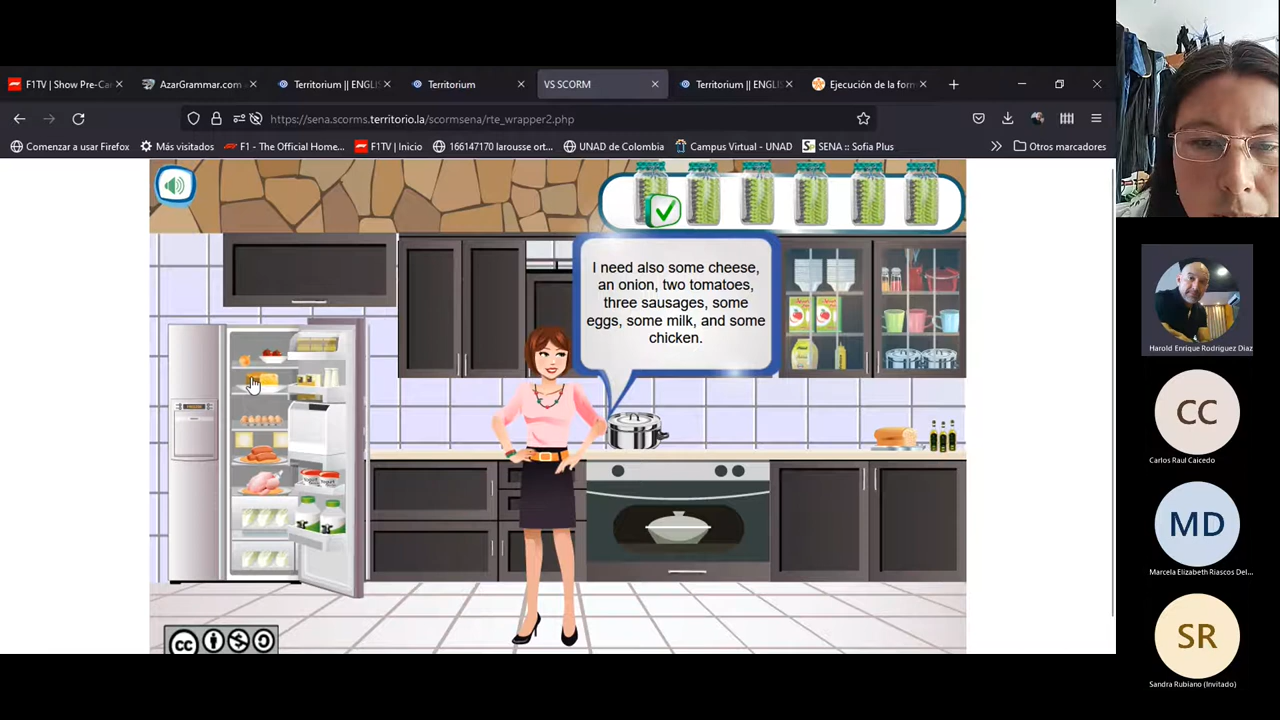 F1TV | Show Pre-Ca
AzarGrammar.com
Territorium || ENGLIS
Territorium
VS SCORM
Territorium || ENGLIS
Ejecución de la form
https://sena.scorms.territorio.la/scormsena/rte_wrapper2.php
Comenzar a usar Firefox
Más visitados
F1 - The Official Home...
F1TV | Inicio
166147170 larousse ort...
UNAD de Colombia
Campus Virtual - UNAD
SENA :: Sofia Plus
Otros marcadores
I need also some cheese,
an onion, two tomatoes,
three sausages, some
eggs, some milk, and some
chicken.
cc
Harold Enrique Rodriguez Diaz
CC
Carlos Raul Caicedo
MD
Marcela Elizabeth Riascos Del...
SR
Sandra Rubiano (Invitado)